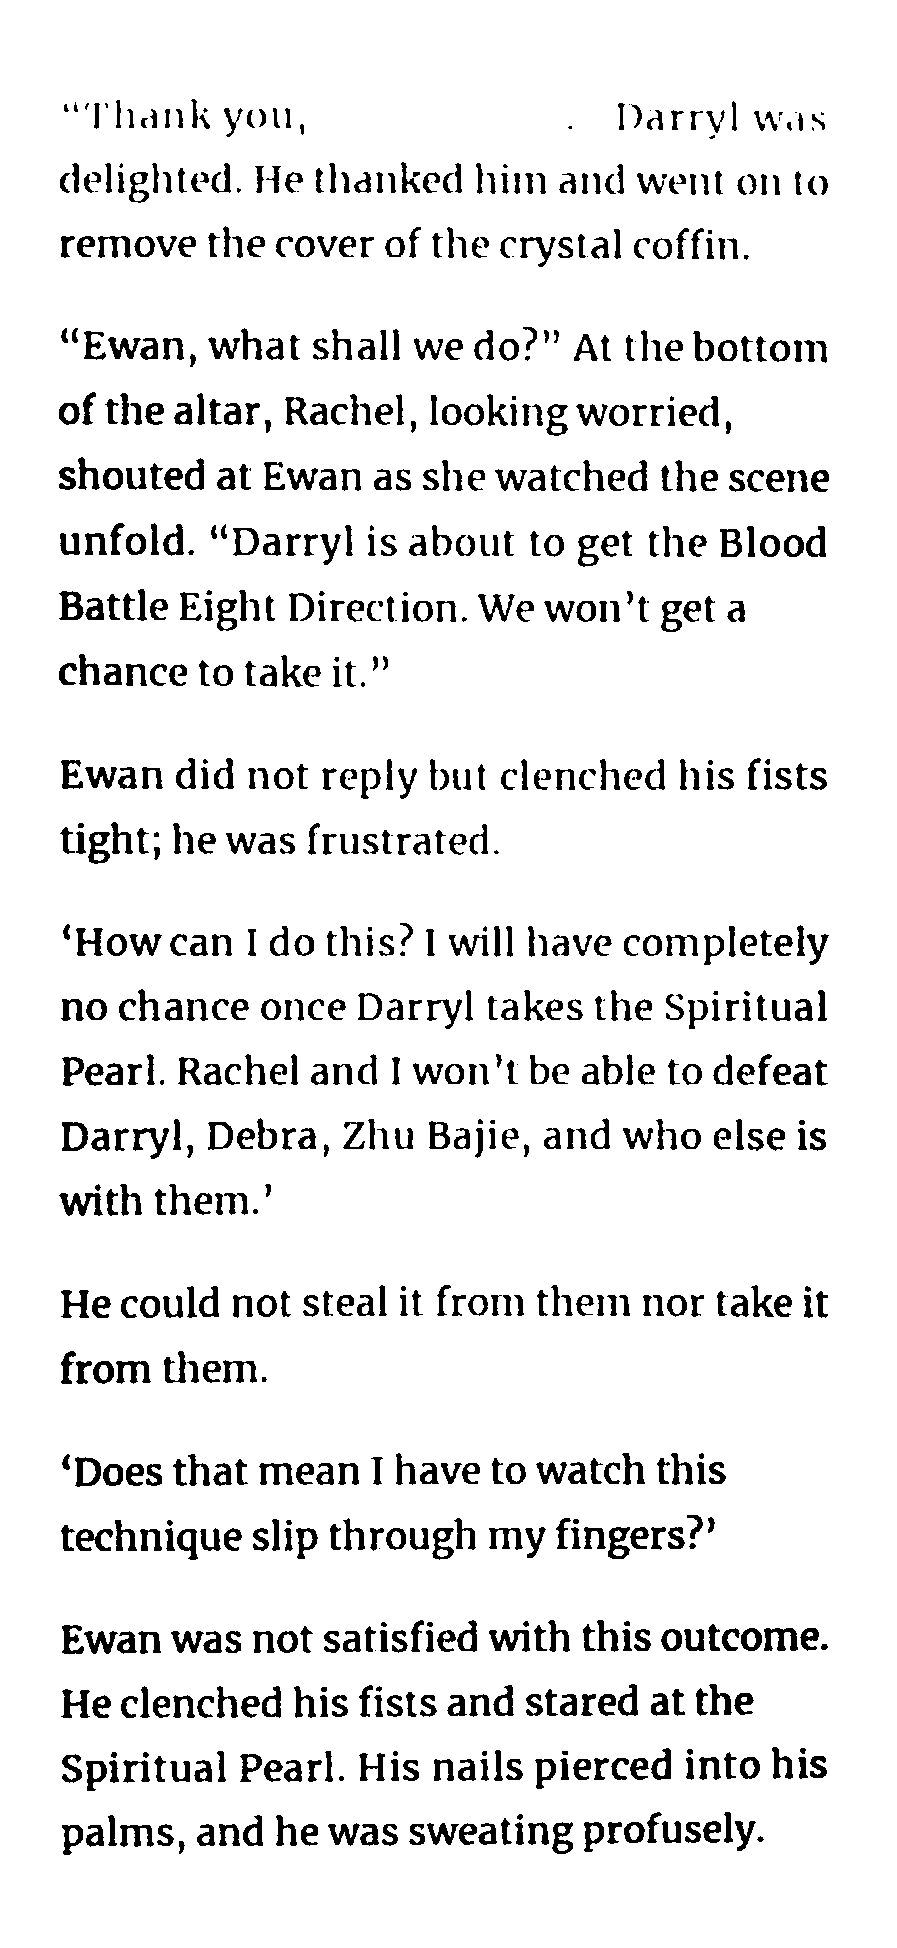 “Thank you, . Darryl was
delighted. He thanked him and went on to
remove the cover of the crystal coffin.
“Ewan, what shall we do?” At the bottom
of the altar, Rachel, looking worried,
shouted at Ewan as she watched the scene
unfold. “Darryl is about to get the Blood
Battle Eight Direction. We won’t get a
chance to take it.”
Ewan did not reply but clenched his fists
tight; he was frustrated.
‘How can I do this? I will have completely
no chance once Darryl takes the Spiritual
Pearl. Rachel and I won’t be able to defeat
Darryl, Debra, Zhu Bajie, and who else is
with them.’
He could not steal it from them nor take it
from them.
‘Does that mean I have to watch this
technique slip through my fingers?’
Ewan was not satisfied with this outcome.
He clenched his fists and stared at the
Spiritual Pearl. His nails pierced into his
palms, and he was sweating profusely.